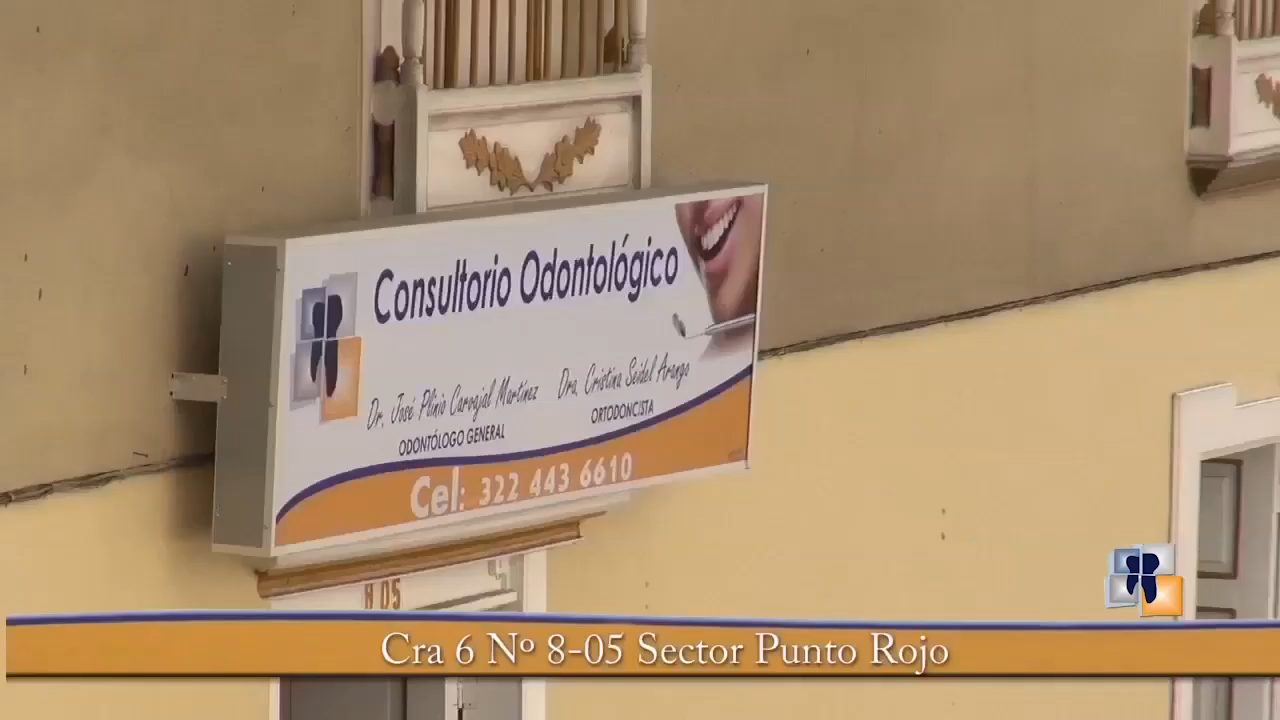 Consultorio Odontológico
Dr. José Plinio Carvajal Martínez
ODONTÓLOGO GENERAL
Dra. Cristina Seidel Arango
ORTODONCISTA
Cel: 322 443 6610
8 05
Cra 6 Nº 8-05 Sector Punto Rojo